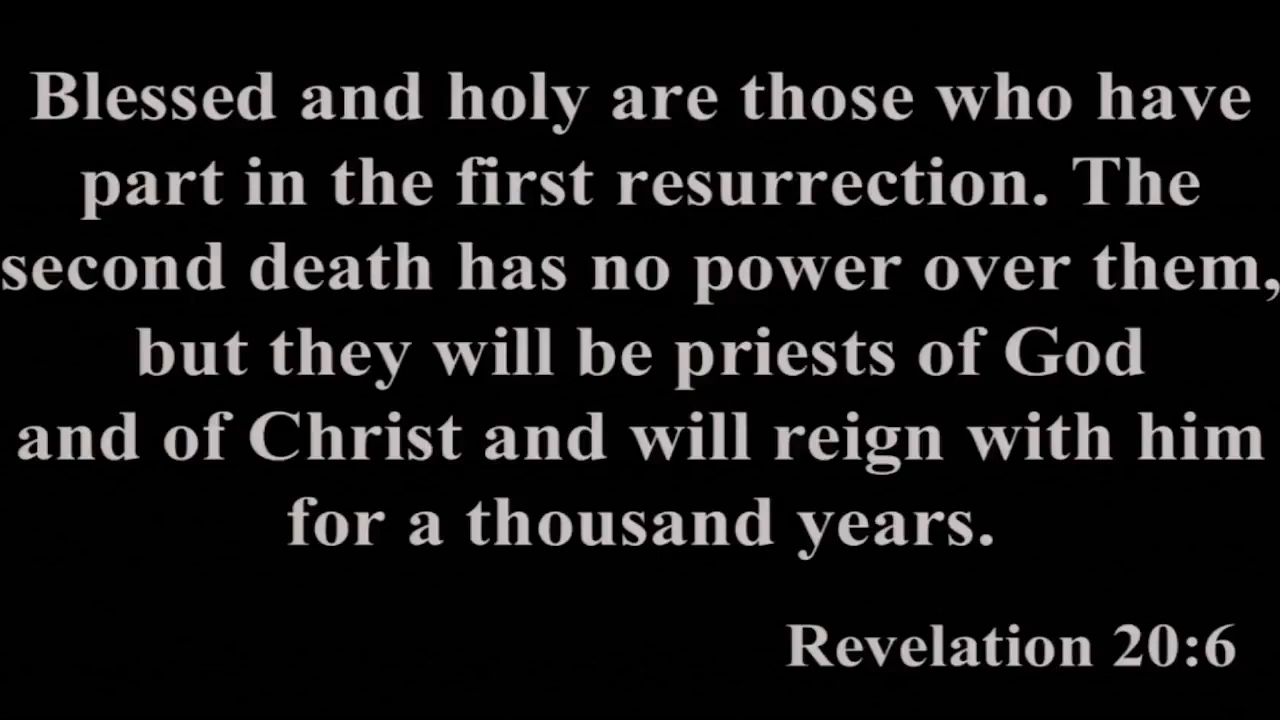 Blessed and holy are those who have
part in the first resurrection. The
second death has no power over them,
but they will be priests of God
and of Christ and will reign with him
for a thousand years.
Revelation 20:6